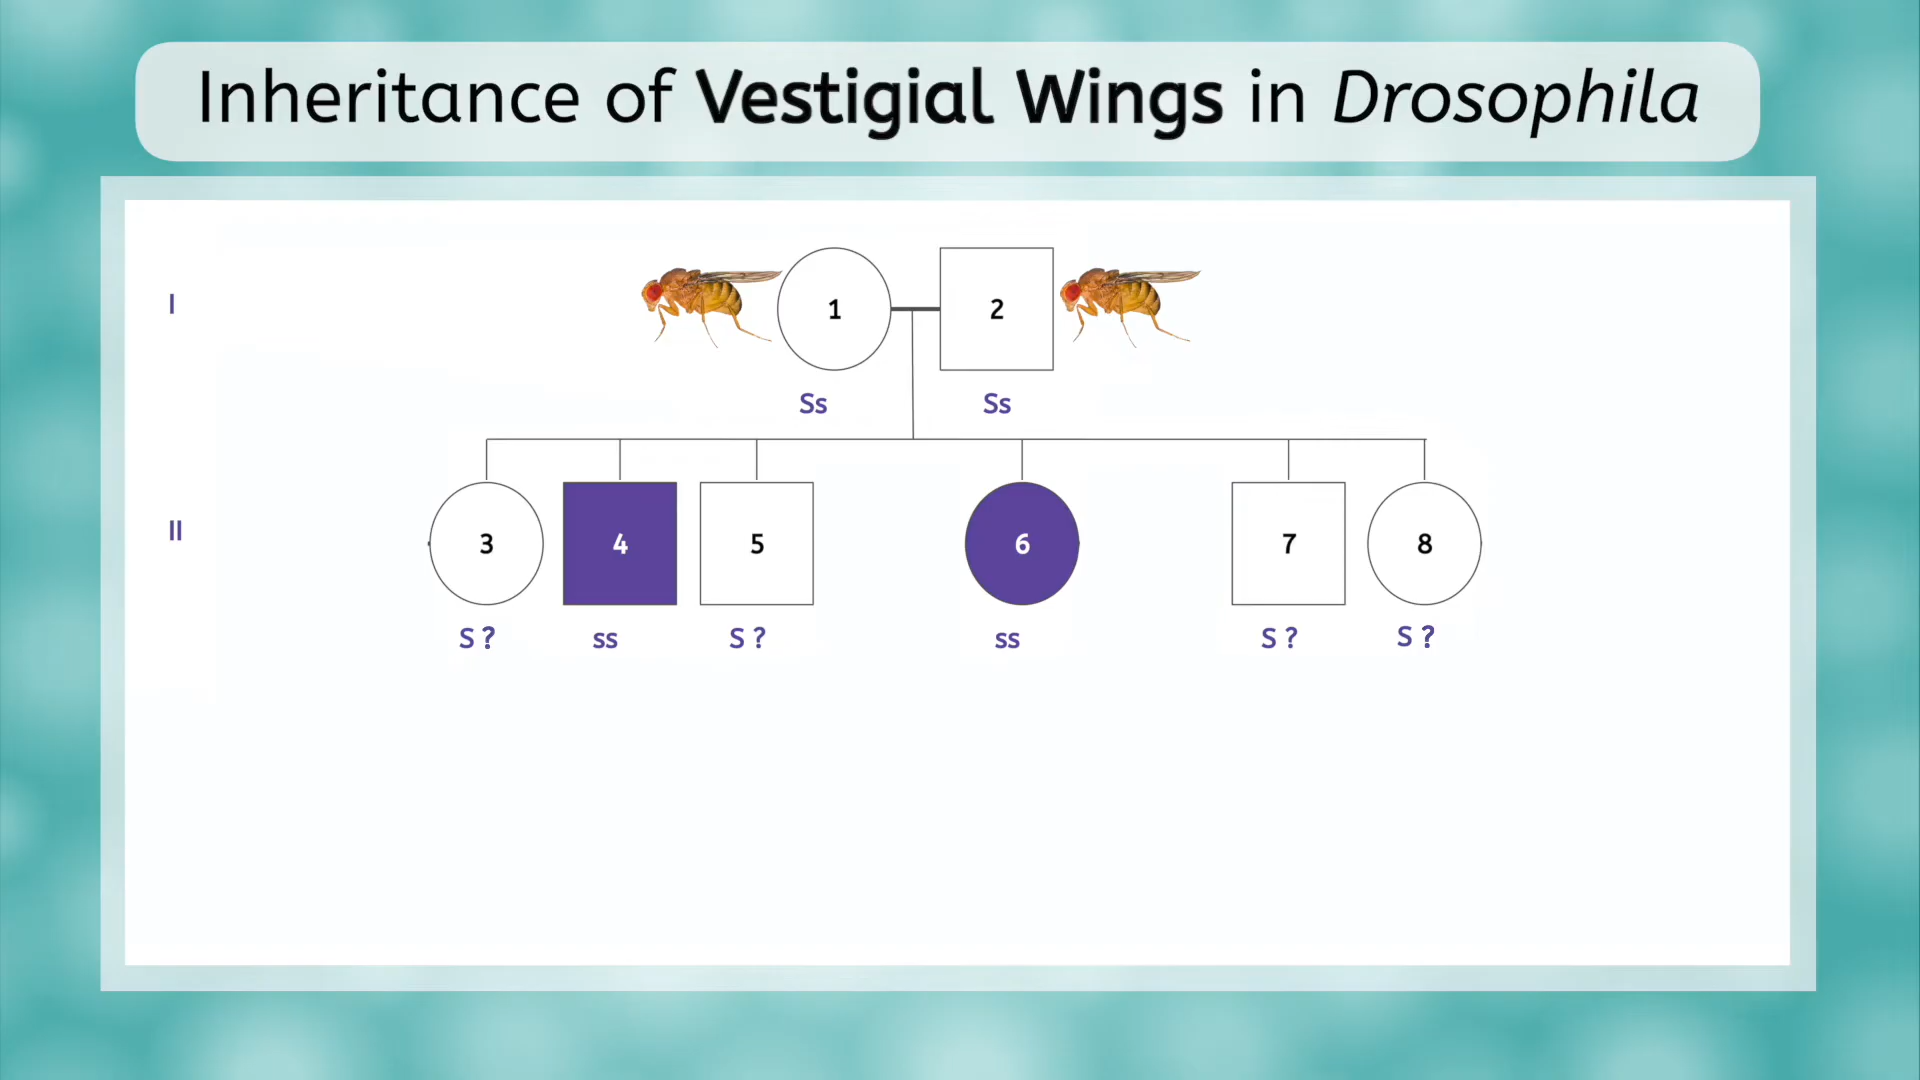 Inheritance of Vestigial Wings in Drosophila
I
1
2
Ss
Ss
II
3
4
5
6
7
8
S ?
ss
S ?
ss
S ?
S ?